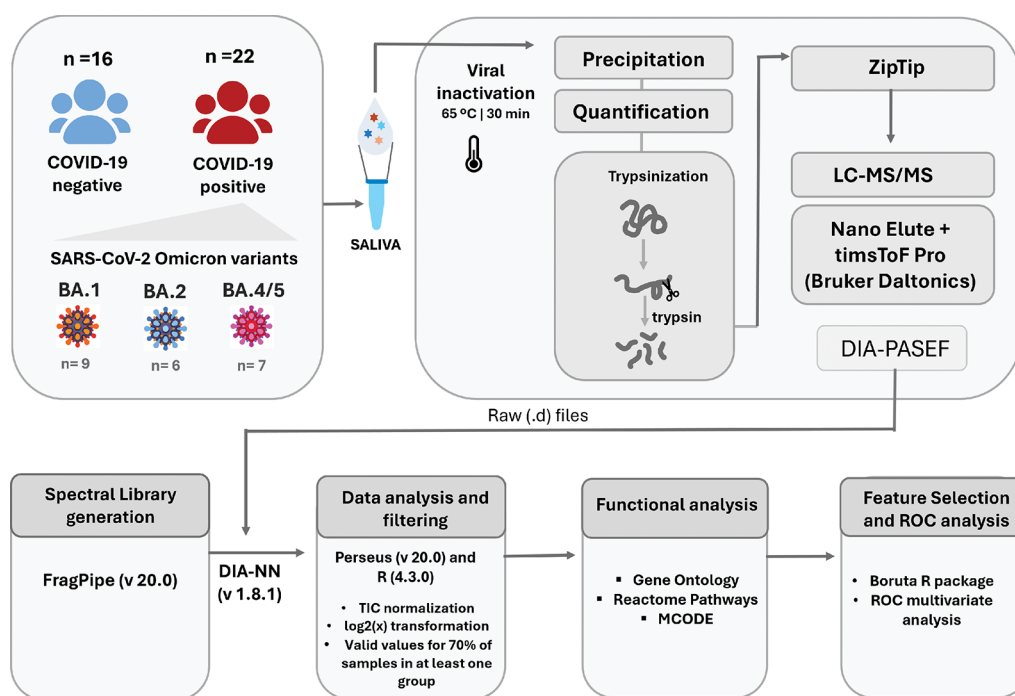 n =16
n =22
COVID-19
negative
COVID-19
positive
SARS-CoV-2 Omicron variants
BA.1
BA.2
BA.4/5
n= 9
n= 6
n= 7
SALIVA
Viral
inactivation
65 ºC | 30 min
Precipitation
Quantification
Trypsinization
trypsin
ZipTip
LC-MS/MS
Nano Elute +
timsToF Pro
(Bruker Daltonics)
DIA-PASEF
Raw (.d) files
Spectral Library
generation
FragPipe (v 20.0)
DIA-NN
(v 1.8.1)
Data analysis and
filtering
Perseus (v 20.0) and
R (4.3.0)
• TIC normalization
• log2(x) transformation
• Valid values for 70% of
samples in at least one
group
Functional analysis
▪ Gene Ontology
▪ Reactome Pathways
▪ MCODE
Feature Selection
and ROC analysis
• Boruta R package
• ROC multivariate
analysis